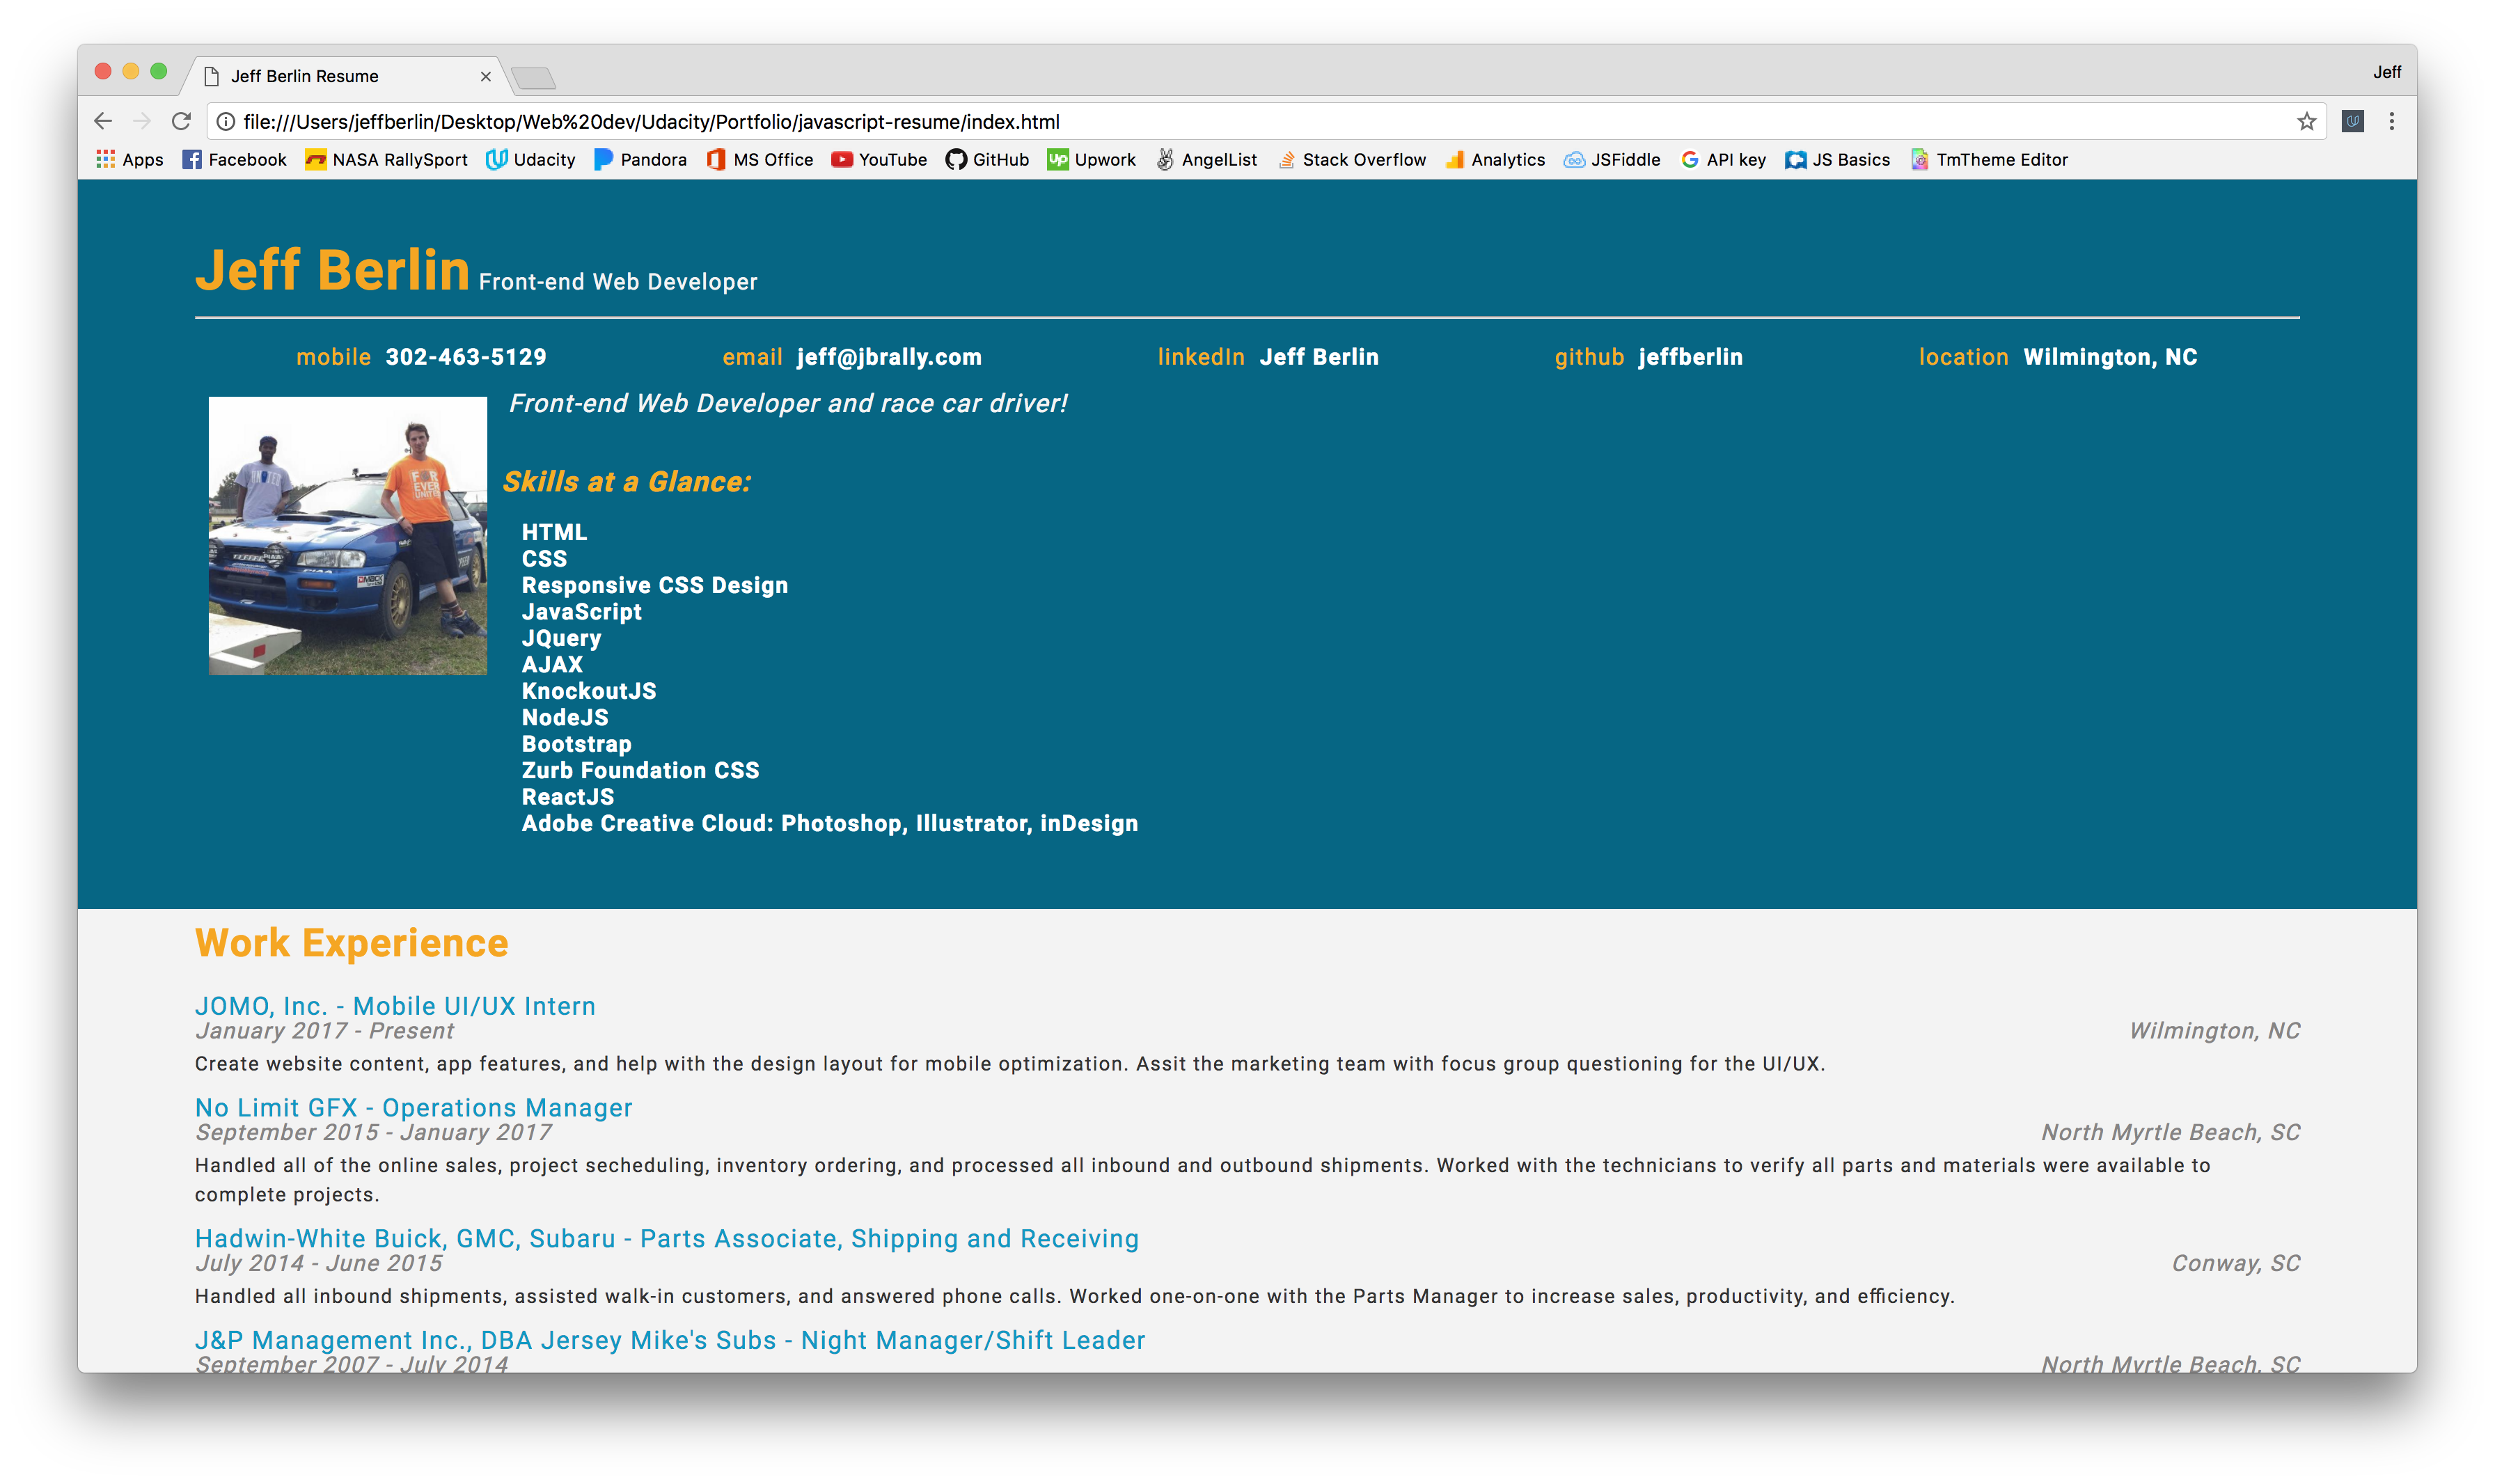 Jeff Berlin Resume
Jeff
file:///Users/jeffberlin/Desktop/Web%20dev/Udacity/Portfolio/javascript-resume/index.html
Apps Facebook NASA RallySport Udacity Pandora MS Office YouTube GitHub Up Upwork AngelList Stack Overflow Analytics JSFiddle API key JS Basics TmTheme Editor
Jeff Berlin Front-end Web Developer
mobile 302-463-5129 email jeff@jbrally.com linkedIn Jeff Berlin github jeffberlin location Wilmington, NC
Front-end Web Developer and race car driver!
FOR
EVER
UNITED
PIAA
Skills at a Glance:
HTML
CSS
Responsive CSS Design
JavaScript
JQuery
AJAX
KnockoutJS
NodeJS
Bootstrap
Zurb Foundation CSS
ReactJS
Adobe Creative Cloud: Photoshop, Illustrator, inDesign
Work Experience
JOMO, Inc. - Mobile UI/UX Intern
January 2017 - Present Wilmington, NC
Create website content, app features, and help with the design layout for mobile optimization. Assit the marketing team with focus group questioning for the UI/UX.
No Limit GFX - Operations Manager
September 2015 - January 2017 North Myrtle Beach, SC
Handled all of the online sales, project secheduling, inventory ordering, and processed all inbound and outbound shipments. Worked with the technicians to verify all parts and materials were available to
complete projects.
Hadwin-White Buick, GMC, Subaru - Parts Associate, Shipping and Receiving
July 2014 - June 2015 Conway, SC
Handled all inbound shipments, assisted walk-in customers, and answered phone calls. Worked one-on-one with the Parts Manager to increase sales, productivity, and efficiency.
J&P Management Inc., DBA Jersey Mike's Subs - Night Manager/Shift Leader
September 2007 - July 2014 North Myrtle Beach, SC